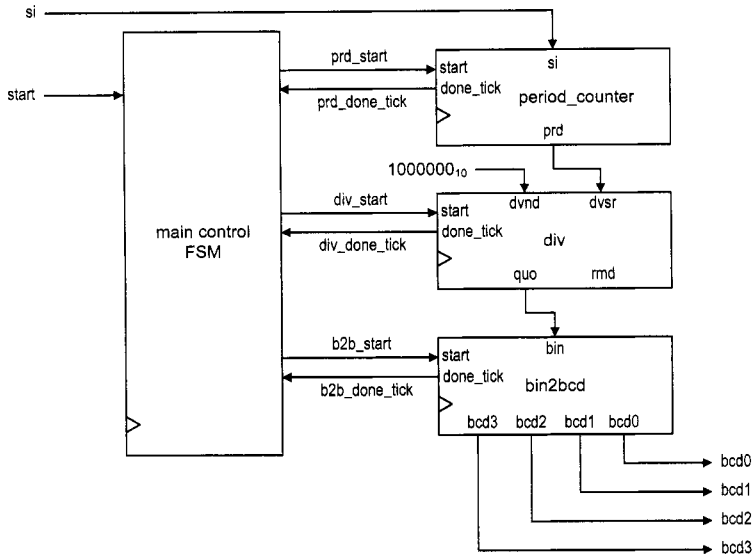 si
start
main control
FSM
prd_start
prd_done_tick
si
start
done_tick
period_counter
prd
1000000₁₀
div_start
div_done_tick
dvnd dvsr
start
done_tick
div
quo rmd
b2b_start
b2b_done_tick
bin
start
done_tick
bin2bcd
bcd3 bcd2 bcd1 bcd0
bcd0
bcd1
bcd2
bcd3